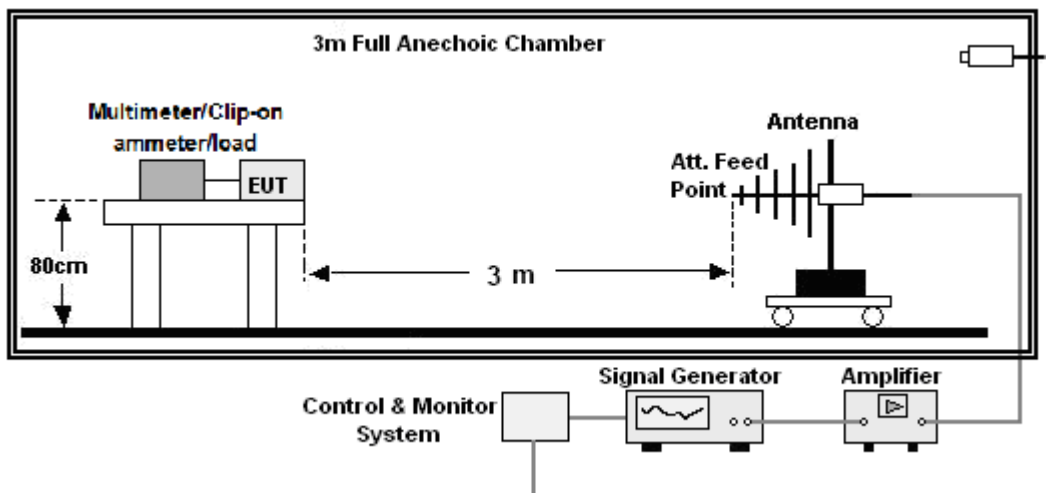 3m Full Anechoic Chamber
Multimeter/Clip-on
ammeter/load
EUT
80cm
3 m
Antenna
Att. Feed
Point
Signal Generator
Amplifier
Control & Monitor
System